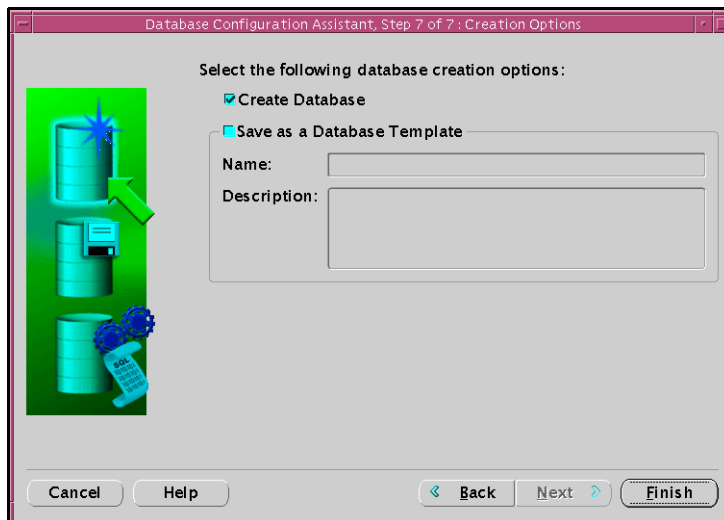 Database Configuration Assistant, Step 7 of 7 : Creation Options
Select the following database creation options:
Create Database
Save as a Database Template
Name:
Description:
SQL
Cancel
Help
Back
Next
Finish